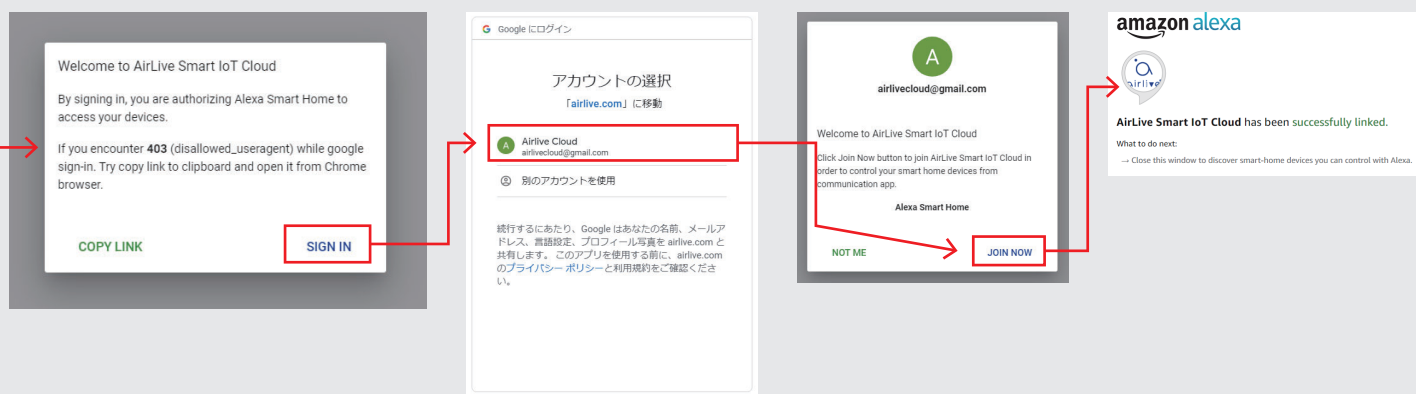 Welcome to AirLive Smart IoT Cloud
By signing in, you are authorizing Alexa Smart Home to
access your devices.
If you encounter 403 (disallowed_useragent) while google
sign-in. Try copy link to clipboard and open it from Chrome
browser.
COPY LINK
SIGN IN
G Google にログイン
アカウントの選択
「airlive.com」に移動
A
Airlive Cloud
airlivecloud@gmail.com
別のアカウントを使用
続行するにあたり、Google はあなたの名前、メールア
ドレス、言語設定、プロフィール写真を airlive.com と
共有します。このアプリを使用する前に、airlive.com
のプライバシー ポリシーと利用規約をご確認くださ
い。
A
airlivecloud@gmail.com
Welcome to AirLive Smart IoT Cloud
Click Join Now button to join AirLive Smart IoT Cloud in
order to control your smart home devices from
communication app.
Alexa Smart Home
NOT ME
JOIN NOW
amazon alexa
airlive
AirLive Smart IoT Cloud has been successfully linked.
What to do next:
→ Close this window to discover smart-home devices you can control with Alexa.